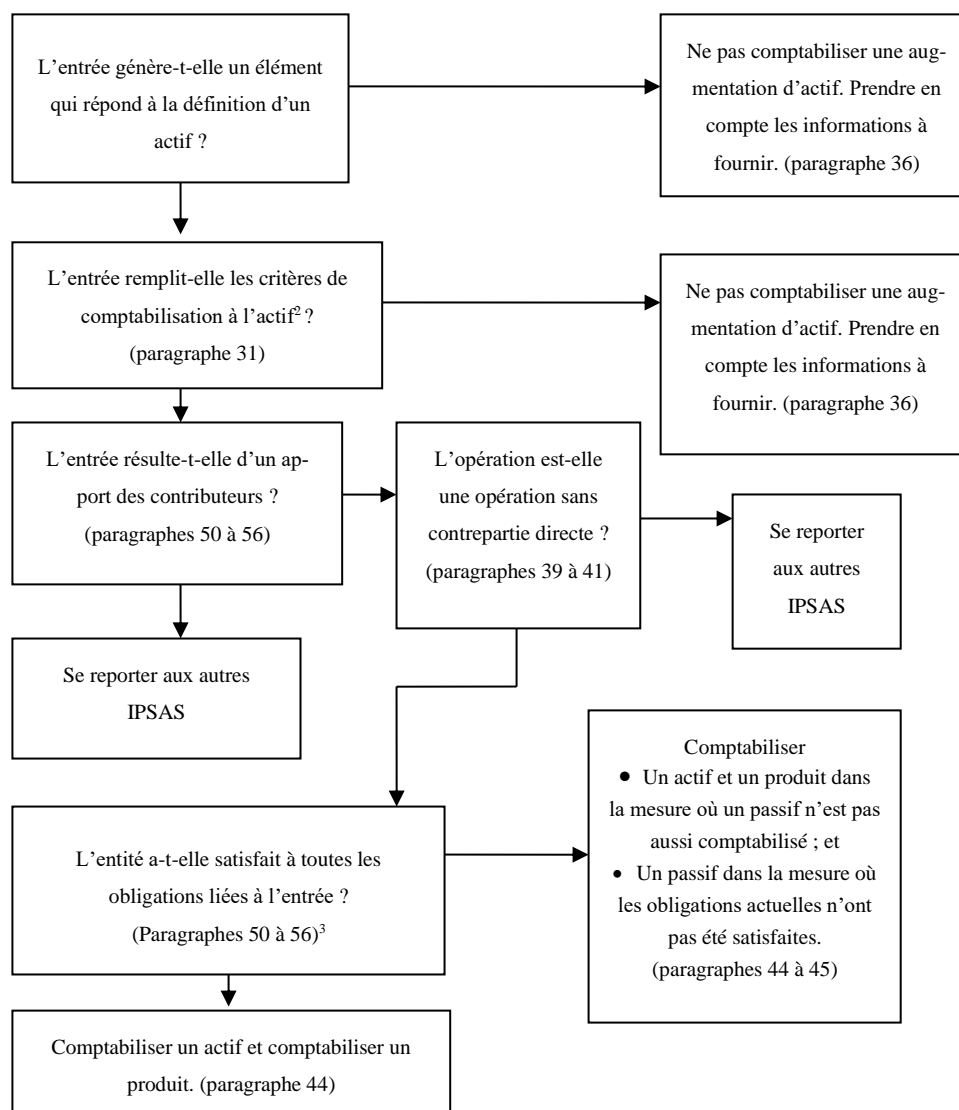 L’entrée génère-t-elle un élément
qui répond à la définition d’un
actif ?
Ne pas comptabiliser une aug-
mentation d’actif. Prendre en
compte les informations à
fournir. (paragraphe 36)
L’entrée remplit-elle les critères de
comptabilisation à l’actif² ?
(paragraphe 31)
Ne pas comptabiliser une aug-
mentation d’actif. Prendre en
compte les informations à
fournir. (paragraphe 36)
L’entrée résulte-t-elle d’un ap-
port des contributeurs ?
(paragraphes 50 à 56)
L’opération est-elle
une opération sans
contrepartie directe ?
(paragraphes 39 à 41)
Se reporter
aux autres
IPSAS
Se reporter aux autres
IPSAS
Comptabiliser
• Un actif et un produit dans
la mesure où un passif n’est pas
aussi comptabilisé ; et
• Un passif dans la mesure où
les obligations actuelles n’ont
pas été satisfaites.
(paragraphes 44 à 45)
L’entité a-t-elle satisfait à toutes les
obligations liées à l’entrée ?
(Paragraphes 50 à 56)³
Comptabiliser un actif et comptabiliser un
produit. (paragraphe 44)